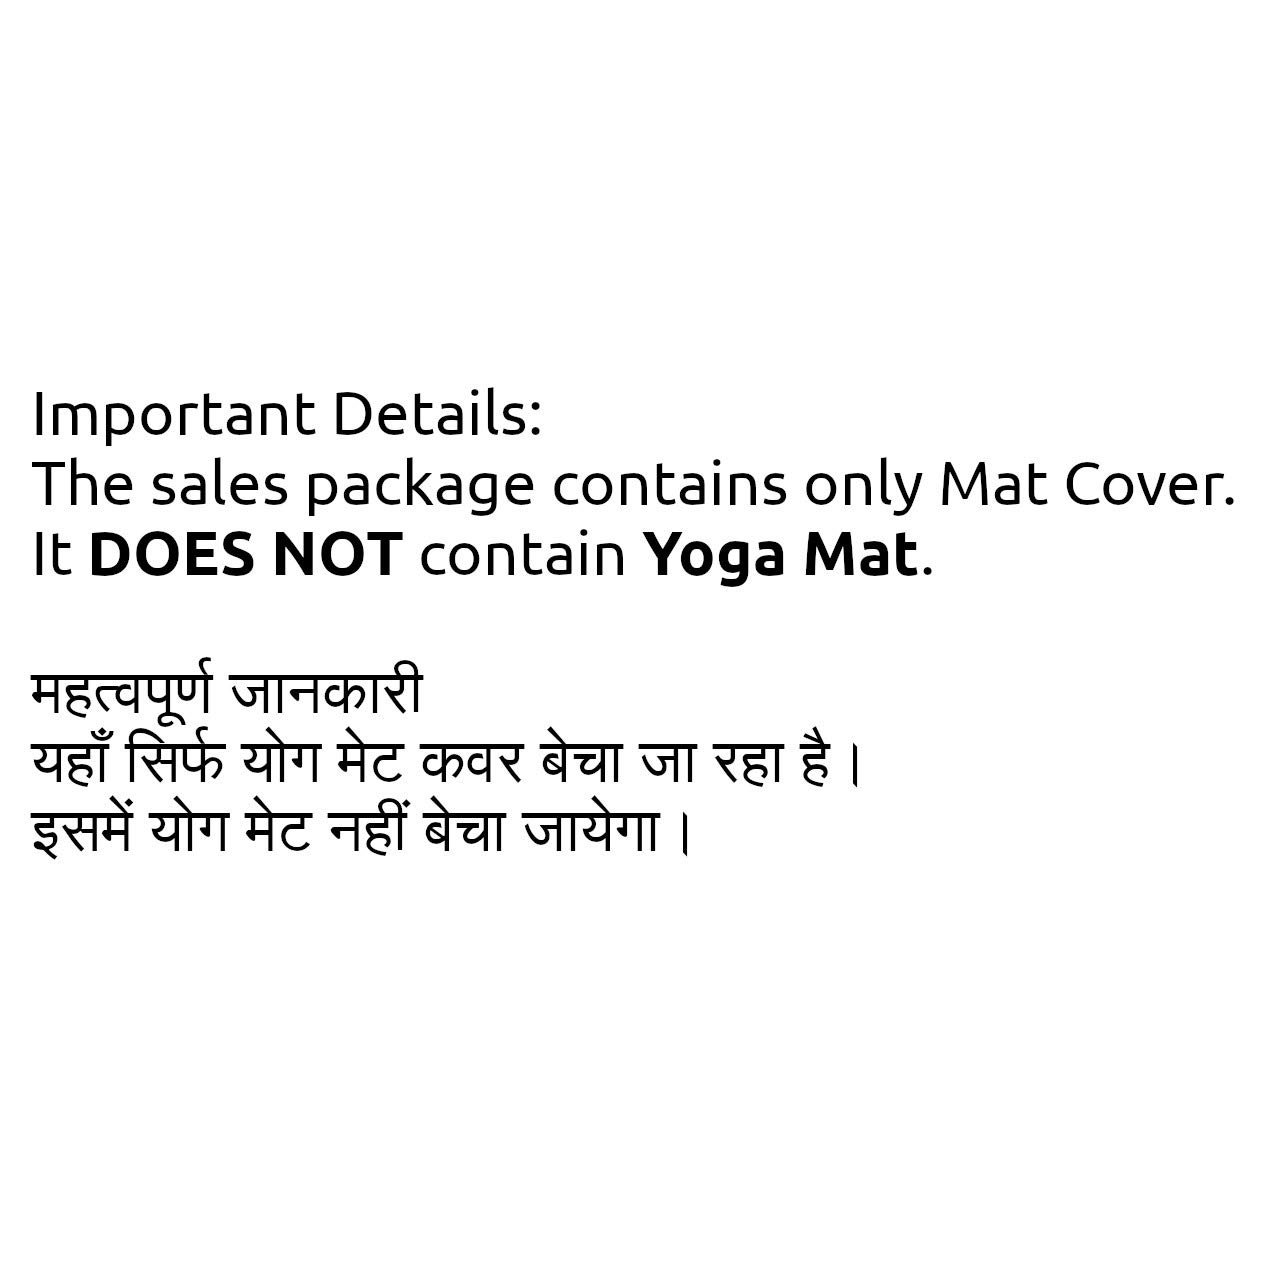 Important Details:
The sales package contains only Mat Cover.
It DOES NOT contain Yoga Mat.
महत्वपूर्ण जानकारी
यहाँ सिर्फ योग मेट कवर बेचा जा रहा है।
इसमें योग मेट नहीं बेचा जायेगा।